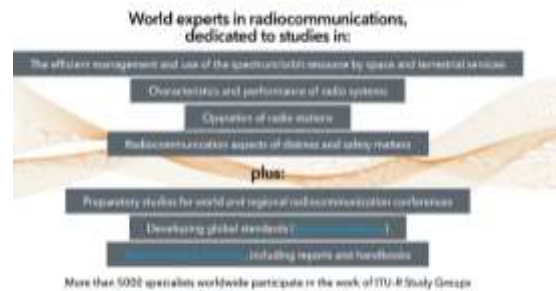 World experts in radiocommunications,
dedicated to studies in:
The efficient management and use of the spectrum/orbit resource by space and terrestrial services
Characteristics and performance of radio systems
Operation of radio stations
Radiocommunication aspects of distress and safety matters
plus:
Preparatory studies for world and regional radiocommunication conferences
Developing global standards ( )
, including reports and handbooks
More than 5000 specialists worldwide participate in the work of ITU-R Study Groups